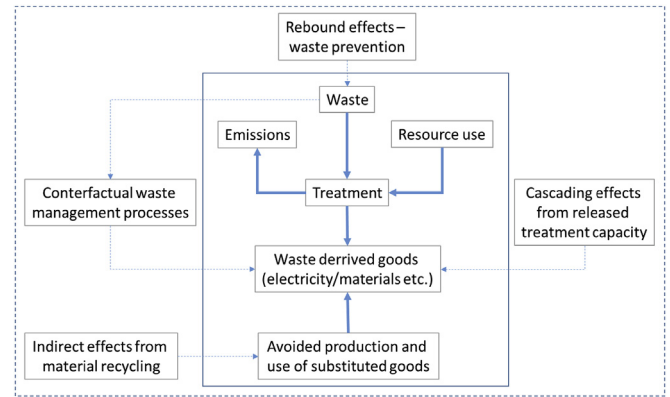 Rebound effects –
waste prevention
Waste
Emissions
Resource use
Conterfactual waste
management processes
Treatment
Cascading effects
from released
treatment capacity
Waste derrived goods
(electricity/materials etc.)
Indirect effects from
material recycling
Avoided production and
use of substituted goods